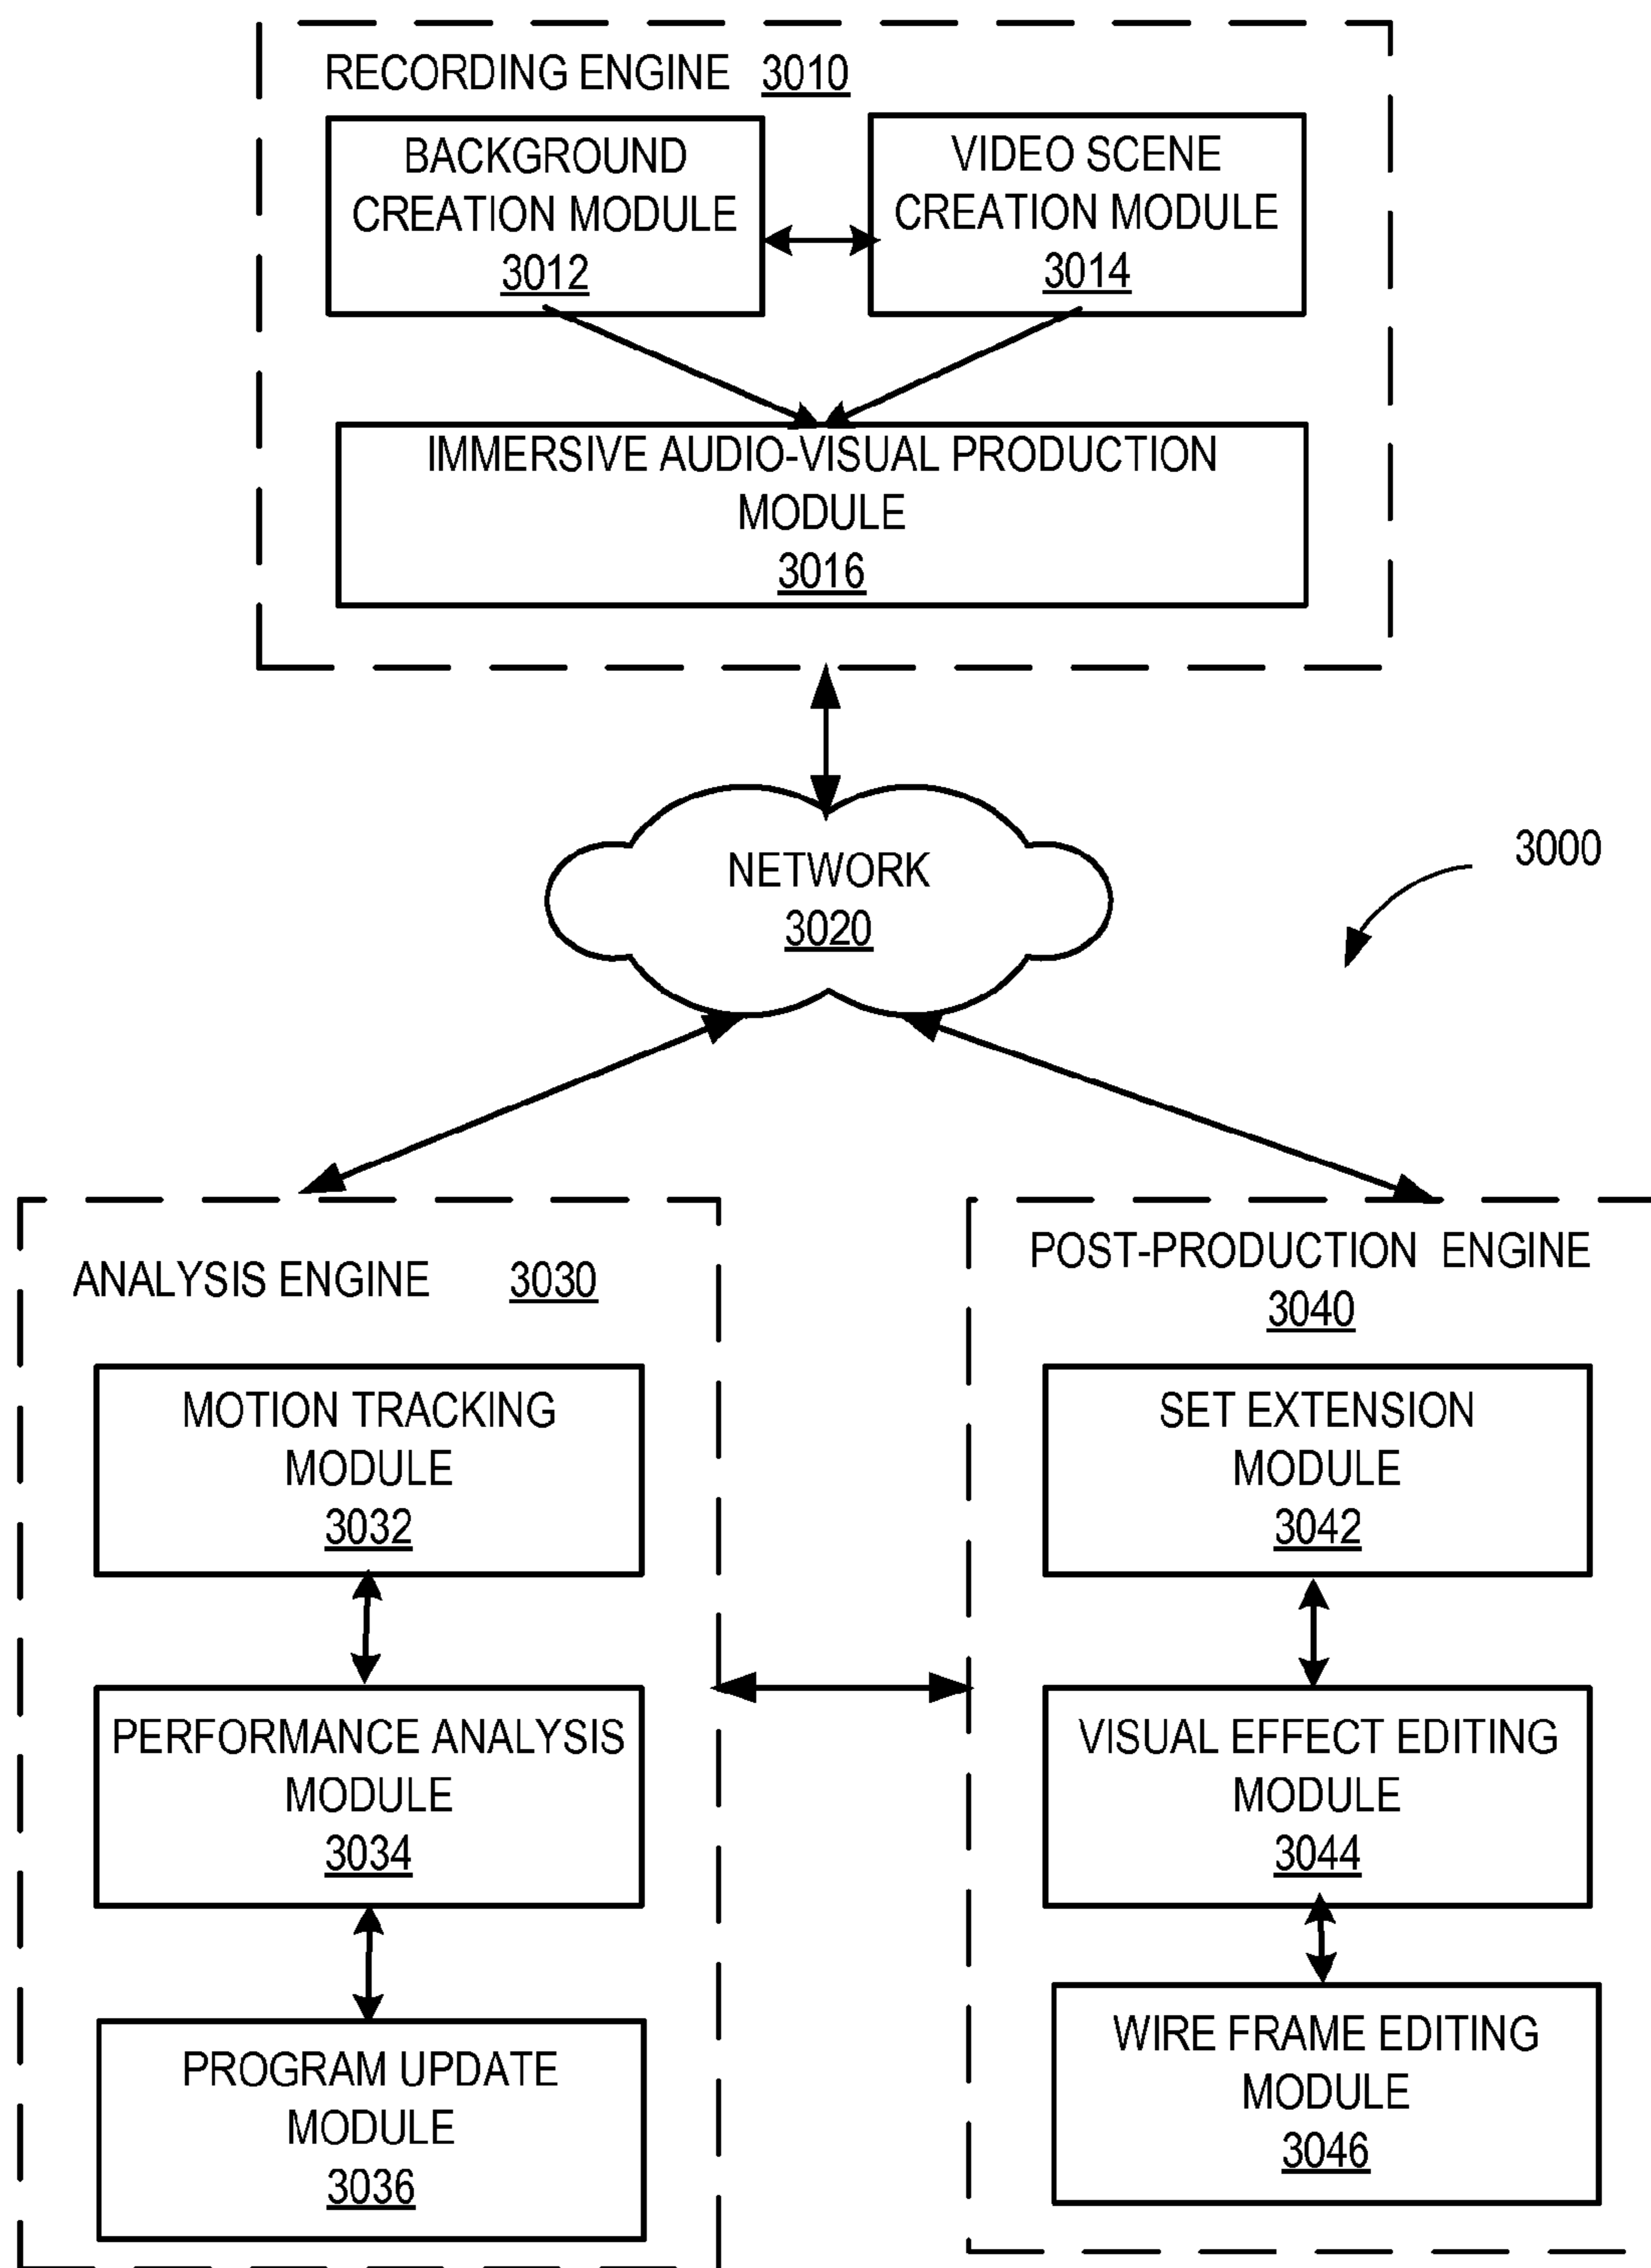 RECORDING ENGINE 3010
BACKGROUND
CREATION MODULE
3012
VIDEO SCENE
CREATION MODULE
3014
IMMERSIVE AUDIO-VISUAL PRODUCTION
MODULE
3016
NETWORK
3020
3000
ANALYSIS ENGINE 3030
MOTION TRACKING
MODULE
3032
PERFORMANCE ANALYSIS
MODULE
3034
PROGRAM UPDATE
MODULE
3036
POST-PRODUCTION ENGINE
3040
SET EXTENSION
MODULE
3042
VISUAL EFFECT EDITING
MODULE
3044
WIRE FRAME EDITING
MODULE
3046